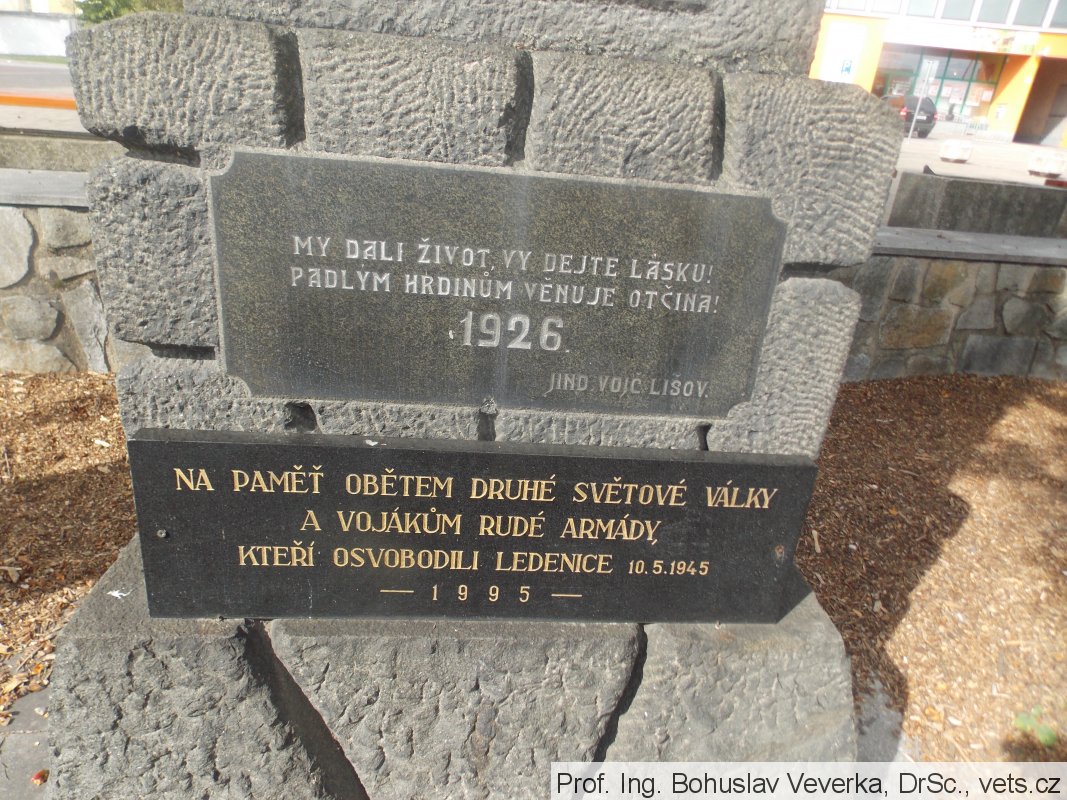 MY DALI ŽIVOT, VY DEJTE LÁSKU!
PADLÝM HRDINŮM VĚNUJE OTČINA!
1926.
JIND. VOJC. LIŠOV.
NA PAMĚŤ OBĚTEM DRUHÉ SVĚTOVÉ VÁLKY
A VOJÁKŮM RUDÉ ARMÁDY,
KTEŘÍ OSVOBODILI LEDENICE 10.5.1945
— 1995 —
Prof. Ing. Bohuslav Veverka, DrSc., vets.cz